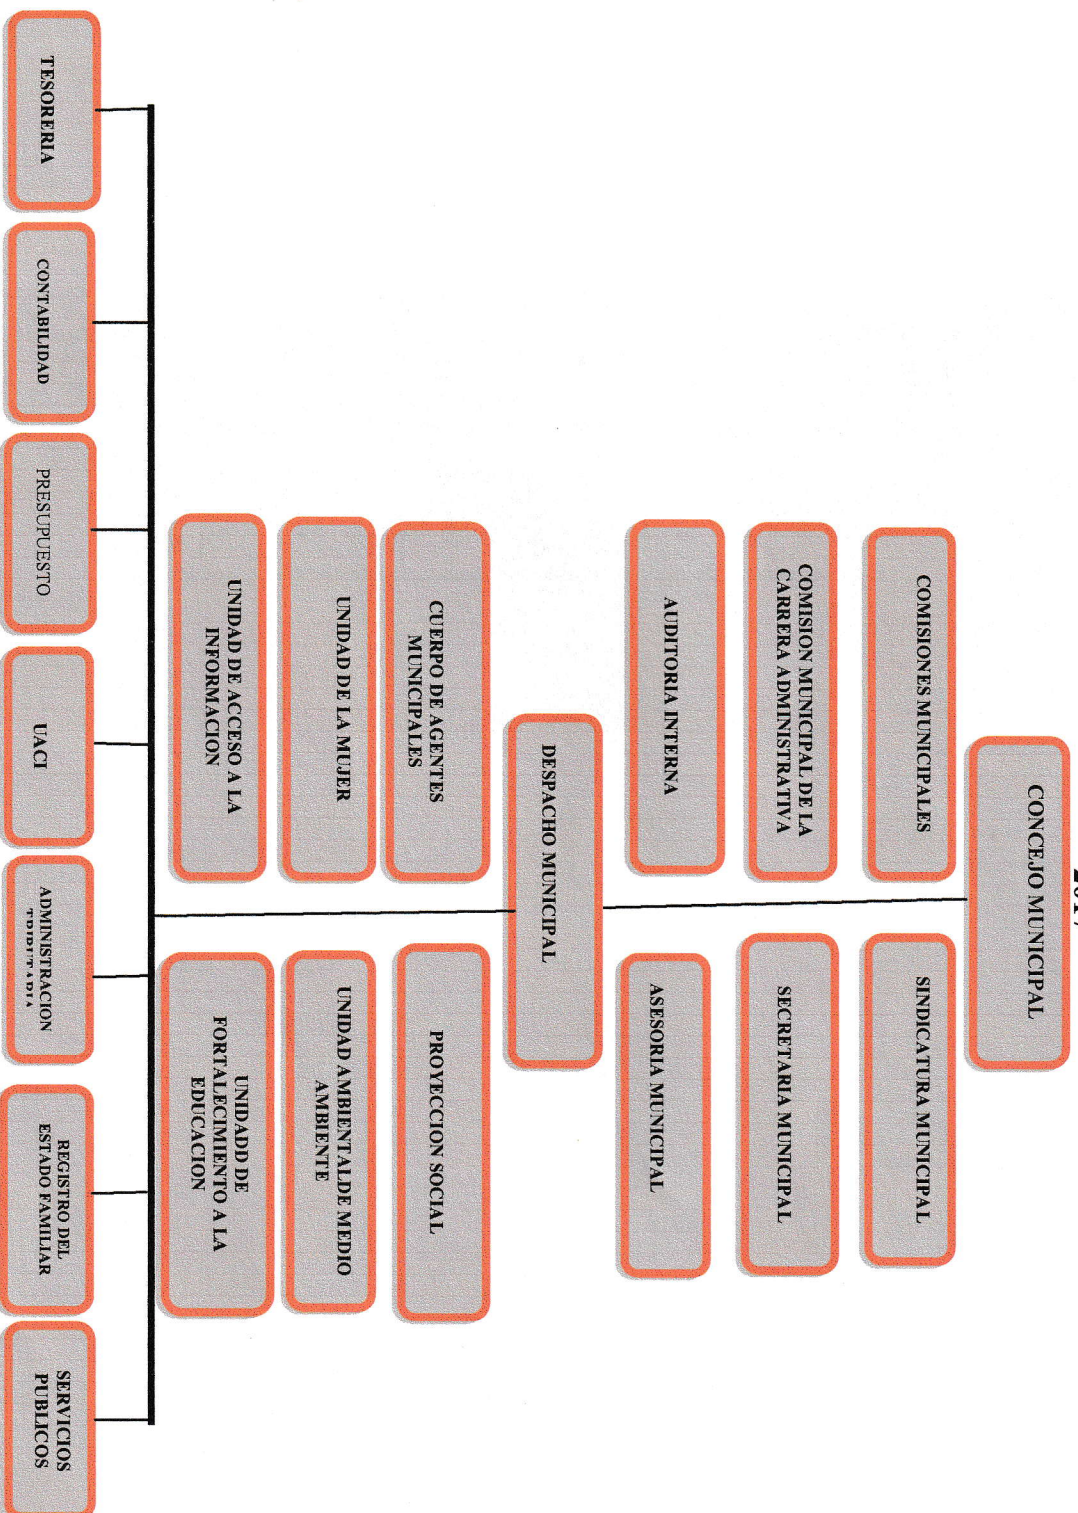 CONCEJO MUNICIPAL
COMISIONES MUNICIPALES
SINDICATURA MUNICIPAL
COMISION MUNICIPAL DE LA
CARRERA ADMINISTRATIVA
SECRETARIA MUNICIPAL
AUDITORIA INTERNA
ASESORIA MUNICIPAL
DESPACHO MUNICIPAL
CUERPO DE AGENTES
MUNICIPALES
PROYECCION SOCIAL
UNIDAD DE LA MUJER
UNIDAD AMBIENTALDE MEDIO
AMBIENTE
UNIDAD DE ACCESO A LA
INFORMACION
UNIDADD DE
FORTALECIMIENTO A LA
EDUCACION
TESORERIA
CONTABILIDAD
PRESUPUESTO
UACI
ADMINISTRACION
TRIBUTARIA
REGISTRO DEL
ESTADO FAMILIAR
SERVICIOS
PUBLICOS